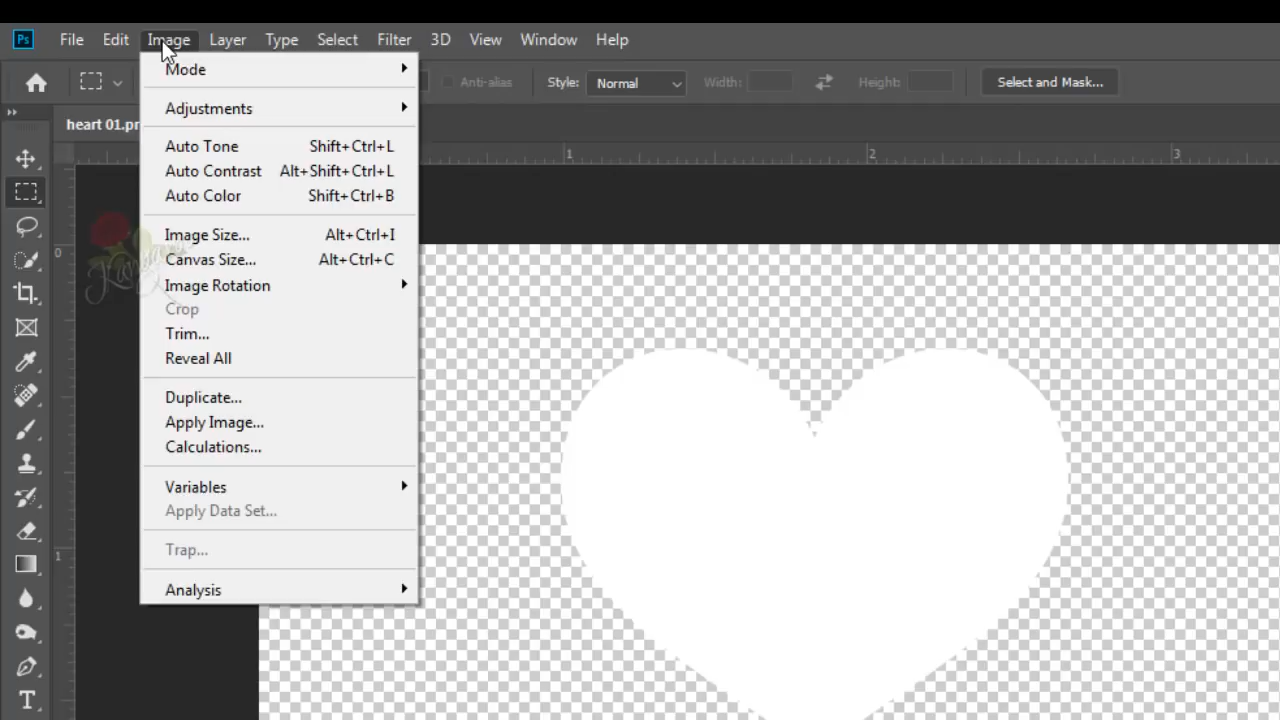 Ps File Edit Image Layer Type Select Filter 3D View Window Help
Anti-alias Style: Normal Width: Height: Select and Mask...
heart 01.pn
1 2 3
Mode
Adjustments
Auto Tone Shift+Ctrl+L
Auto Contrast Alt+Shift+Ctrl+L
Auto Color Shift+Ctrl+B
Image Size... Alt+Ctrl+I
Canvas Size... Alt+Ctrl+C
Image Rotation
Crop
Trim...
Reveal All
Duplicate...
Apply Image...
Calculations...
Variables
Apply Data Set...
Trap...
Analysis
0
1